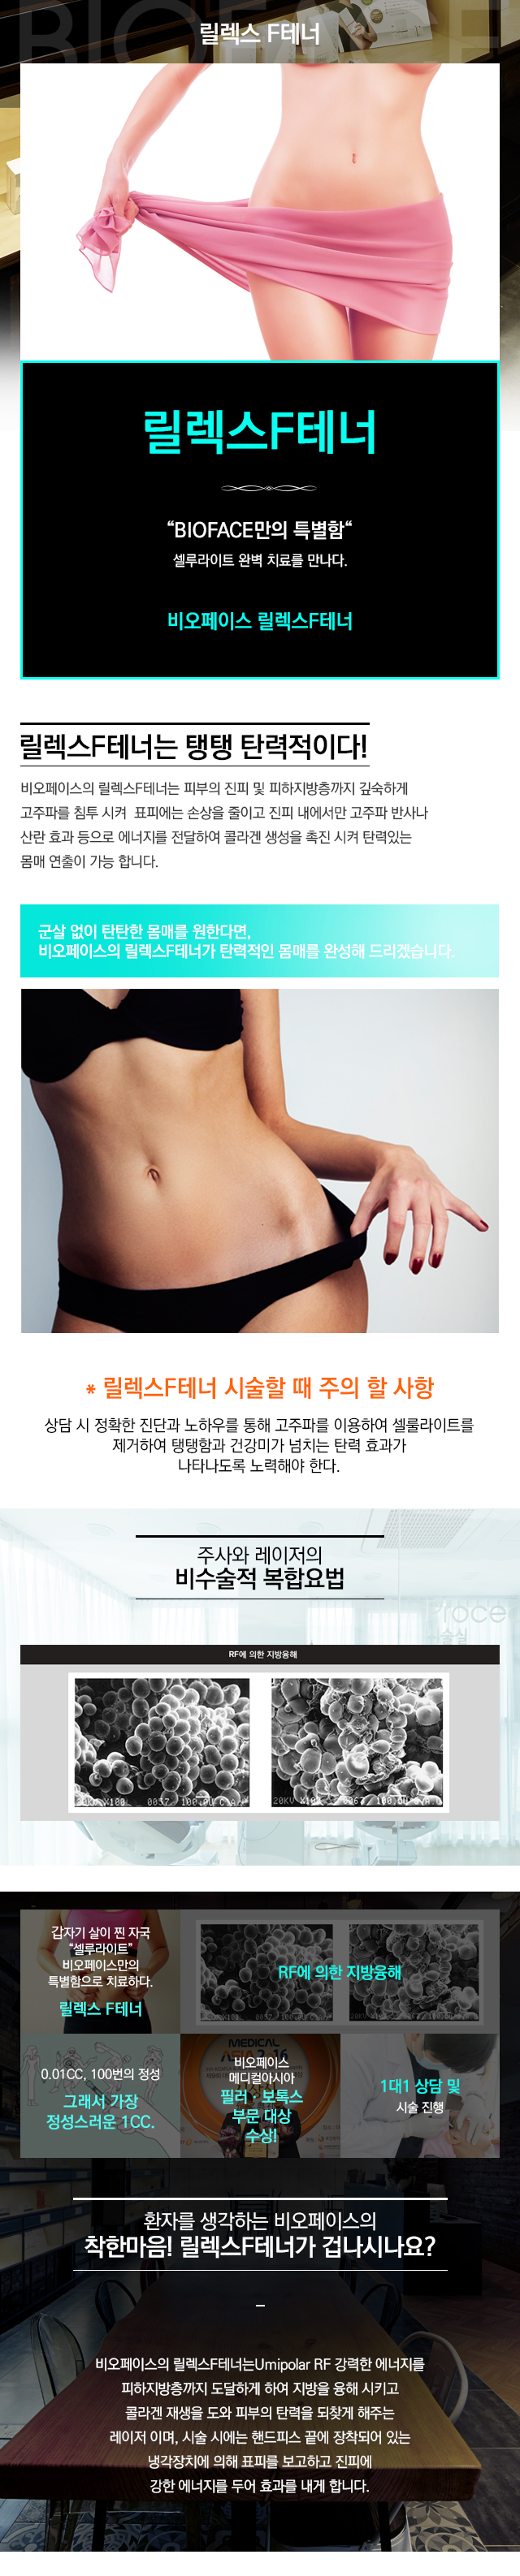 BIOFACE
릴렉스 F테너
릴렉스F테너
“BIOFACE만의 특별함“
셀루라이트 완벽 치료를 만나다.
비오페이스 릴렉스F테너
릴렉스F테너는 탱탱 탄력적이다!
비오페이스의 릴렉스F테너는 피부의 진피 및 피하지방층까지 깊숙하게
고주파를 침투 시켜 표피에는 손상을 줄이고 진피 내에서만 고주파 반사나
산란 효과 등으로 에너지를 전달하여 콜라겐 생성을 촉진 시켜 탄력있는
몸매 연출이 가능 합니다.
군살 없이 탄탄한 몸매를 원한다면,
비오페이스의 릴렉스F테너가 탄력적인 몸매를 완성해 드리겠습니다.
* 릴렉스F테너 시술할 때 주의 할 사항
상담 시 정확한 진단과 노하우를 통해 고주파를 이용하여 셀룰라이트를
제거하여 탱탱함과 건강미가 넘치는 탄력 효과가
나타나도록 노력해야 한다.
주사와 레이저의
비수술적 복합요법
Proce
시술실
RF에 의한 지방융해
20KV X100 0037 100.0U
20KV X100 0067 100.0U
갑자기 살이 찐 자국
“셀루라이트”
비오페이스만의
특별함으로 치료하다.
릴렉스 F테너
RF에 의한 지방융해
0.01CC, 100번의 정성
그래서 가장
정성스러운 1CC.
MEDICAL
비오페이스
메디컬아시아
필러 · 보톡스
부문 대상
수상!
1대1 상담 및
시술 진행
환자를 생각하는 비오페이스의
착한마음! 릴렉스F테너가 겁나시나요?
–
비오페이스의 릴렉스F테너는Umipolar RF 강력한 에너지를
피하지방층까지 도달하게 하여 지방을 융해 시키고
콜라겐 재생을 도와 피부의 탄력을 되찾게 해주는
레이저 이며, 시술 시에는 핸드피스 끝에 장착되어 있는
냉각장치에 의해 표피를 보고하고 진피에
강한 에너지를 두어 효과를 내게 합니다.